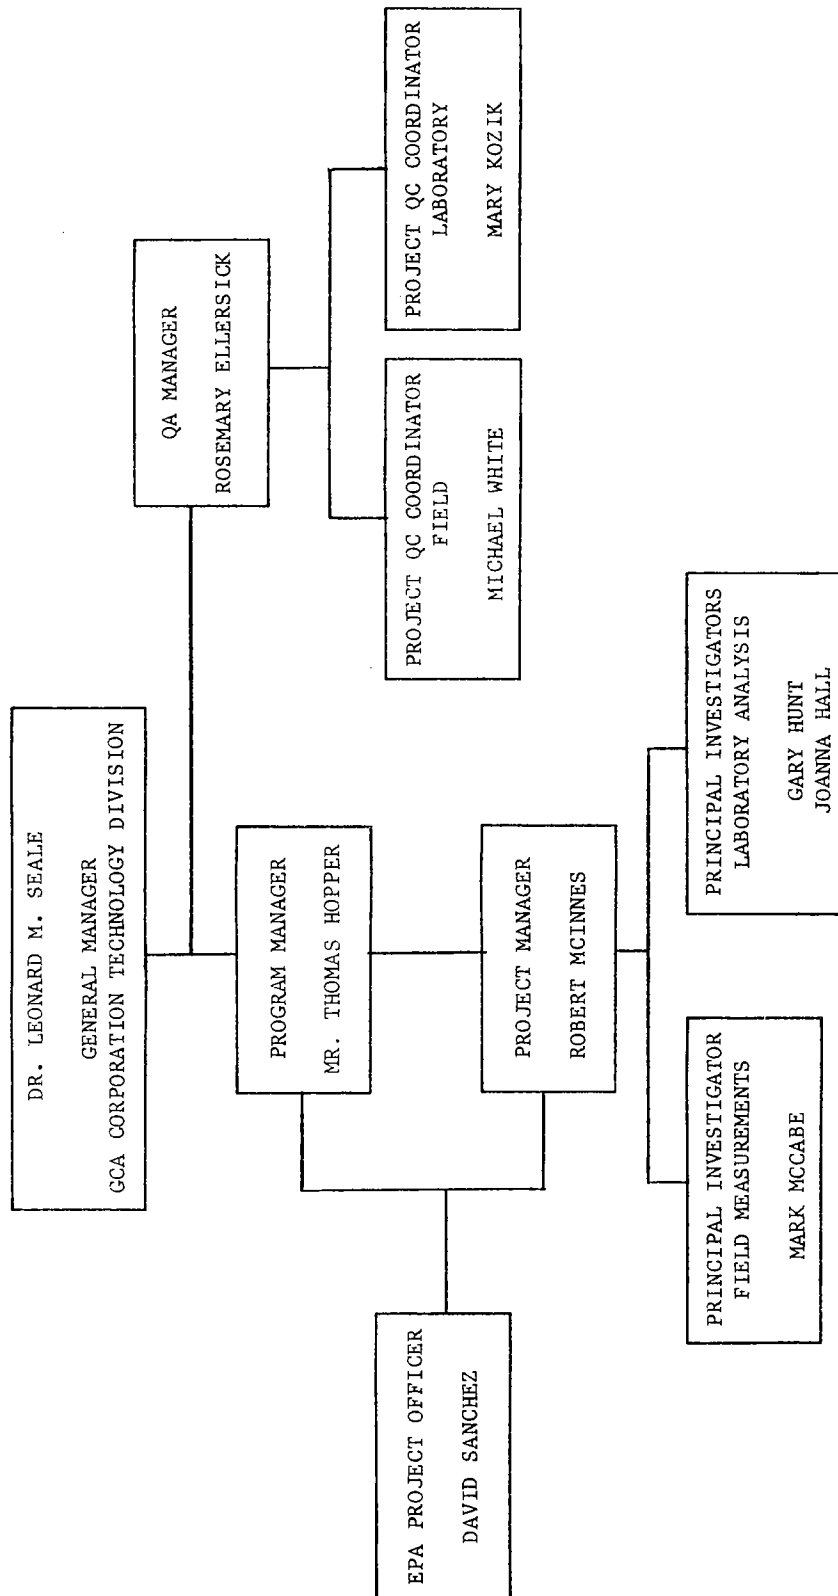 DR. LEONARD M. SEALE
GENERAL MANAGER
GCA CORPORATION TECHNOLOGY DIVISION
QA MANAGER
ROSEMARY ELLERSICK
PROGRAM MANAGER
MR. THOMAS HOPPER
EPA PROJECT OFFICER
DAVID SANCHEZ
PROJECT QC COORDINATOR
FIELD
MICHAEL WHITE
PROJECT QC COORDINATOR
LABORATORY
MARY KOZIK
PROJECT MANAGER
ROBERT MCINNES
PRINCIPAL INVESTIGATOR
FIELD MEASUREMENTS
MARK MCCABE
PRINCIPAL INVESTIGATORS
LABORATORY ANALYSIS
GARY HUNT
JOANNA HALL